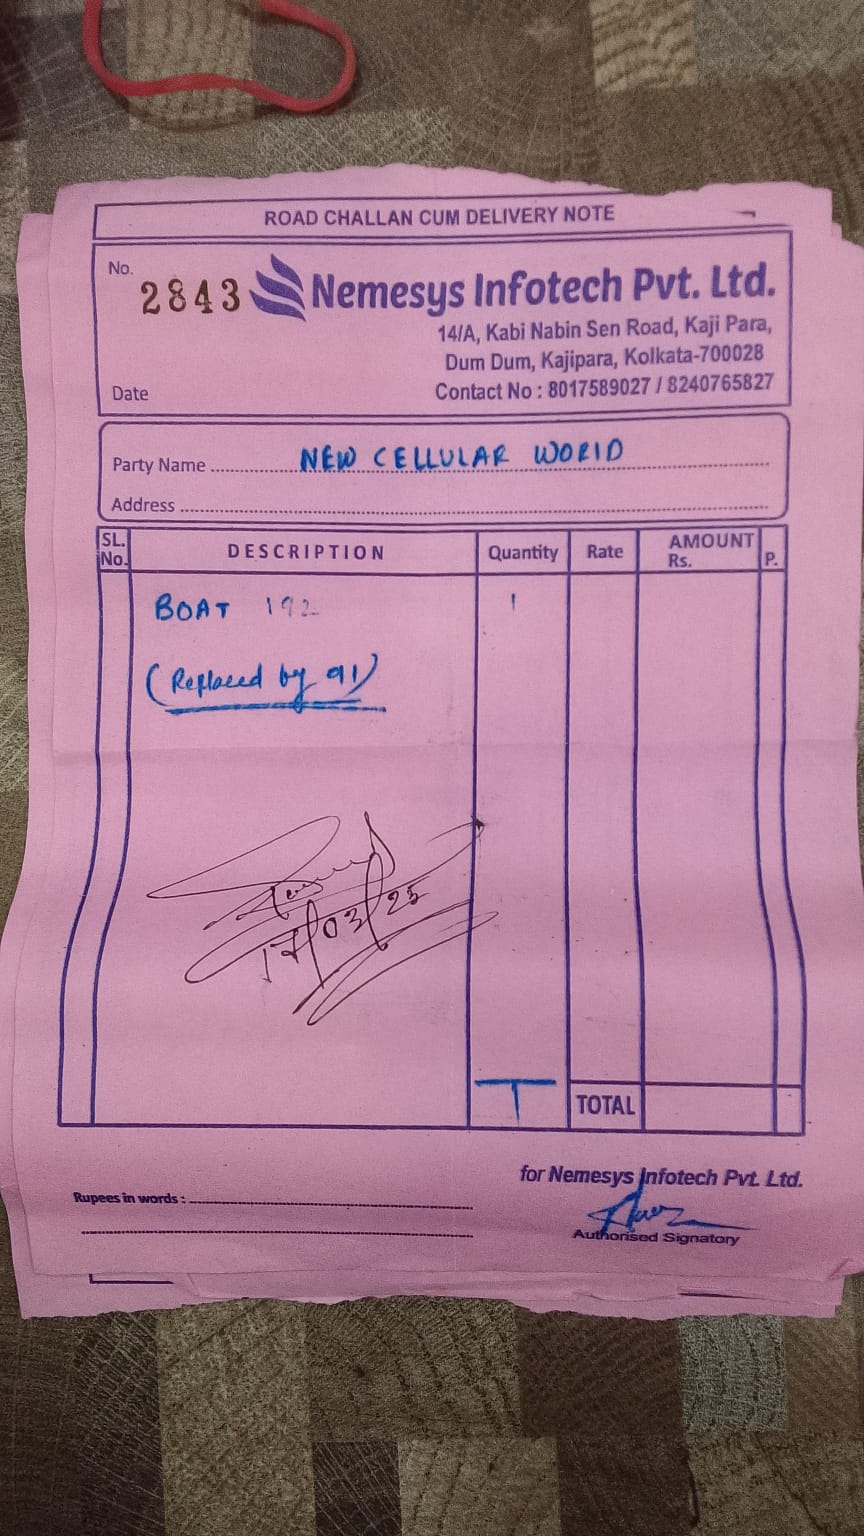 ROAD CHALLAN CUM DELIVERY NOTE
No.
2843
Nemesys Infotech Pvt. Ltd.
14/A, Kabi Nabin Sen Road, Kaji Para,
Dum Dum, Kajipara, Kolkata-700028
Contact No : 8017589027 / 8240765827
Date
Party Name NEW CELLULAR WORLD
Address
SL. No. DESCRIPTION Quantity Rate AMOUNT Rs. P.
BOAT 192 1
(Replaced by 91)
17/03/25
1 TOTAL
for Nemesys Infotech Pvt. Ltd.
Rupees in words :
Authorised Signatory